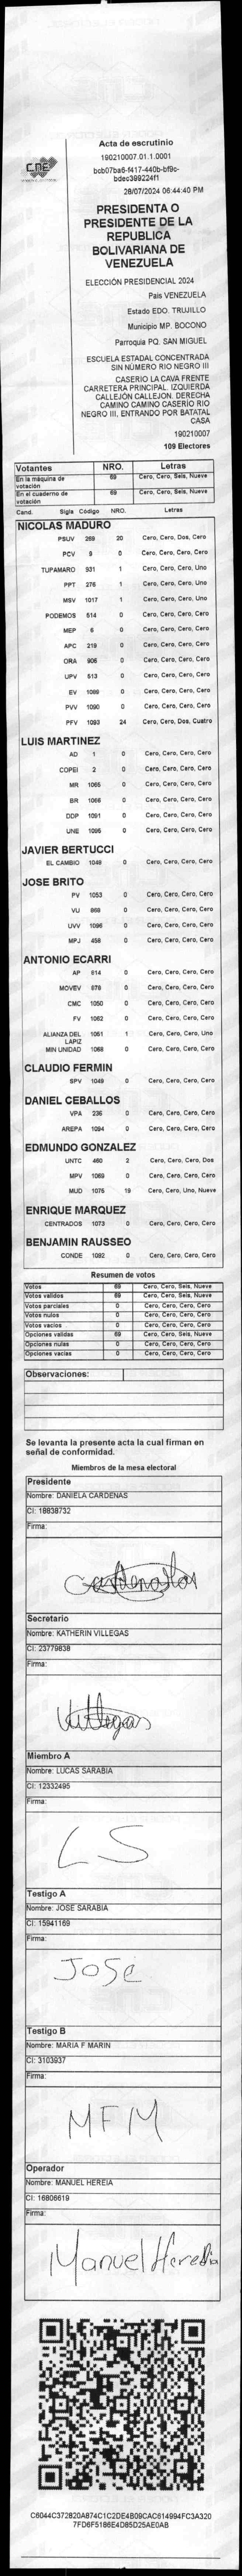 CNE
Acta de escrutinio
190210007.01.1.0001
bcb07ba6-f417-440b-bf9c-
bdec399224f1
28/07/2024 06:44:40 PM
PRESIDENTA O
PRESIDENTE DE LA
REPUBLICA
BOLIVARIANA DE
VENEZUELA
ELECCIÓN PRESIDENCIAL 2024
Pais VENEZUELA
Estado EDO. TRUJILLO
Municipio MP. BOCONO
Parroquia PQ. SAN MIGUEL
ESCUELA ESTADAL CONCENTRADA
SIN NÚMERO RIO NEGRO III
CASERIO LA CAVA FRENTE
CARRETERA PRINCIPAL. IZQUIERDA
CALLEJÓN CALLEJON. DERECHA
CAMINO CAMINO CASERIO RIO
NEGRO III, ENTRANDO POR BATATAL
CASA
190210007
109 Electores
Votantes NRO. Letras
En la máquina de votación 69 Cero, Cero, Seis, Nueve
En el cuaderno de votación 69 Cero, Cero, Seis, Nueve
Cand. Sigla Código NRO. Letras
NICOLAS MADURO
PSUV 269 20 Cero, Cero, Dos, Cero
PCV 9 0 Cero, Cero, Cero, Cero
TUPAMARO 931 1 Cero, Cero, Cero, Uno
PPT 276 1 Cero, Cero, Cero, Uno
MSV 1017 1 Cero, Cero, Cero, Uno
PODEMOS 514 0 Cero, Cero, Cero, Cero
MEP 6 0 Cero, Cero, Cero, Cero
APC 219 0 Cero, Cero, Cero, Cero
ORA 906 0 Cero, Cero, Cero, Cero
UPV 513 0 Cero, Cero, Cero, Cero
EV 1089 0 Cero, Cero, Cero, Cero
PVV 1090 0 Cero, Cero, Cero, Cero
PFV 1093 24 Cero, Cero, Dos, Cuatro
LUIS MARTINEZ
AD 1 0 Cero, Cero, Cero, Cero
COPEI 2 0 Cero, Cero, Cero, Cero
MR 1065 0 Cero, Cero, Cero, Cero
BR 1066 0 Cero, Cero, Cero, Cero
DDP 1091 0 Cero, Cero, Cero, Cero
UNE 1095 0 Cero, Cero, Cero, Cero
JAVIER BERTUCCI
EL CAMBIO 1048 0 Cero, Cero, Cero, Cero
JOSE BRITO
PV 1053 0 Cero, Cero, Cero, Cero
VU 868 0 Cero, Cero, Cero, Cero
UVV 1096 0 Cero, Cero, Cero, Cero
MPJ 458 0 Cero, Cero, Cero, Cero
ANTONIO ECARRI
AP 814 0 Cero, Cero, Cero, Cero
MOVEV 678 0 Cero, Cero, Cero, Cero
CMC 1050 0 Cero, Cero, Cero, Cero
FV 1062 0 Cero, Cero, Cero, Cero
ALIANZA DEL LAPIZ 1051 1 Cero, Cero, Cero, Uno
MIN UNIDAD 1068 0 Cero, Cero, Cero, Cero
CLAUDIO FERMIN
SPV 1049 0 Cero, Cero, Cero, Cero
DANIEL CEBALLOS
VPA 236 0 Cero, Cero, Cero, Cero
AREPA 1094 0 Cero, Cero, Cero, Cero
EDMUNDO GONZALEZ
UNTC 460 2 Cero, Cero, Cero, Dos
MPV 1069 0 Cero, Cero, Cero, Cero
MUD 1075 19 Cero, Cero, Uno, Nueve
ENRIQUE MARQUEZ
CENTRADOS 1073 0 Cero, Cero, Cero, Cero
BENJAMIN RAUSSEO
CONDE 1082 0 Cero, Cero, Cero, Cero
Resumen de votos
Votos 69 Cero, Cero, Seis, Nueve
Votos validos 69 Cero, Cero, Seis, Nueve
Votos parciales 0 Cero, Cero, Cero, Cero
Votos nulos 0 Cero, Cero, Cero, Cero
Votos vacios 0 Cero, Cero, Cero, Cero
Opciones validas 69 Cero, Cero, Seis, Nueve
Opciones nulas 0 Cero, Cero, Cero, Cero
Opciones vacias 0 Cero, Cero, Cero, Cero
Observaciones:
Se levanta la presente acta la cual firman en
señal de conformidad.
Miembros de la mesa electoral
Presidente
Nombre: DANIELA CARDENAS
CI: 18838732
Firma:
Secretario
Nombre: KATHERIN VILLEGAS
CI: 23779838
Firma:
Villegas
Miembro A
Nombre: LUCAS SARABIA
CI: 12332495
Firma:
LS
Testigo A
Nombre: JOSE SARABIA
CI: 15941169
Firma:
JOSE
Testigo B
Nombre: MARIA F MARIN
CI: 3103937
Firma:
MFM
Operador
Nombre: MANUEL HEREIA
CI: 16806619
Firma:
Manuel Heredia
C6044C372820A874C1C2DE4B09CAC614994FC3A320
7FD6F5186E4D85D25AE0AB